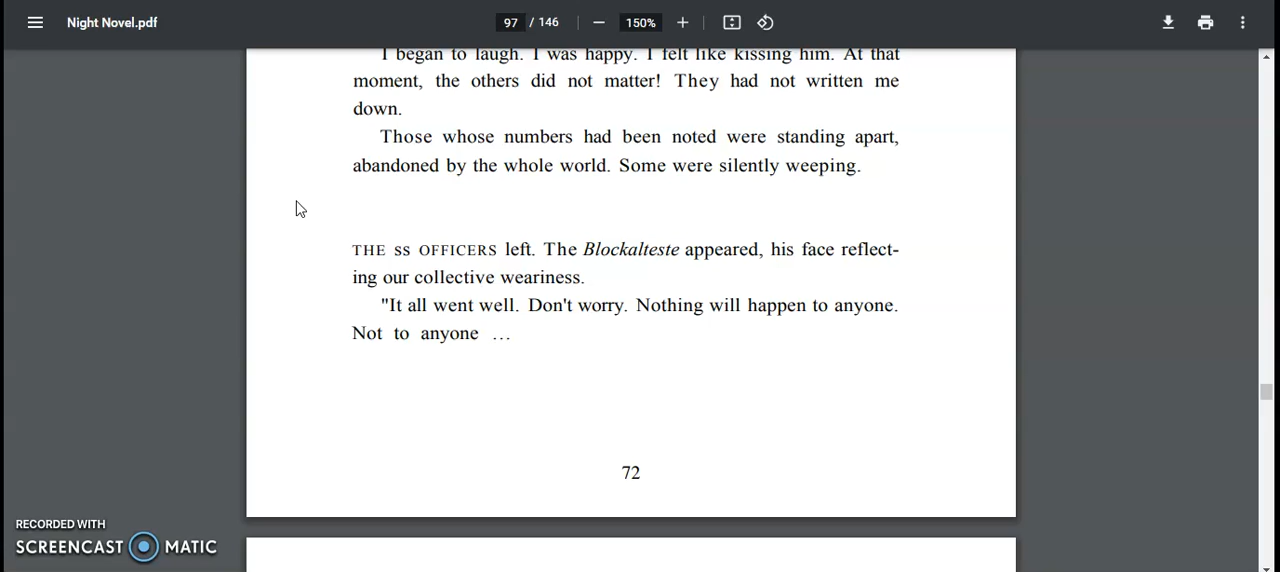 Night Novel.pdf
97 / 146
150%
I began to laugh. I was happy. I felt like kissing him. At that
moment, the others did not matter! They had not written me
down.
Those whose numbers had been noted were standing apart,
abandoned by the whole world. Some were silently weeping.
THE SS OFFICERS left. The Blockalteste appeared, his face reflect-
ing our collective weariness.
"It all went well. Don't worry. Nothing will happen to anyone.
Not to anyone …
72
RECORDED WITH
SCREENCAST MATIC